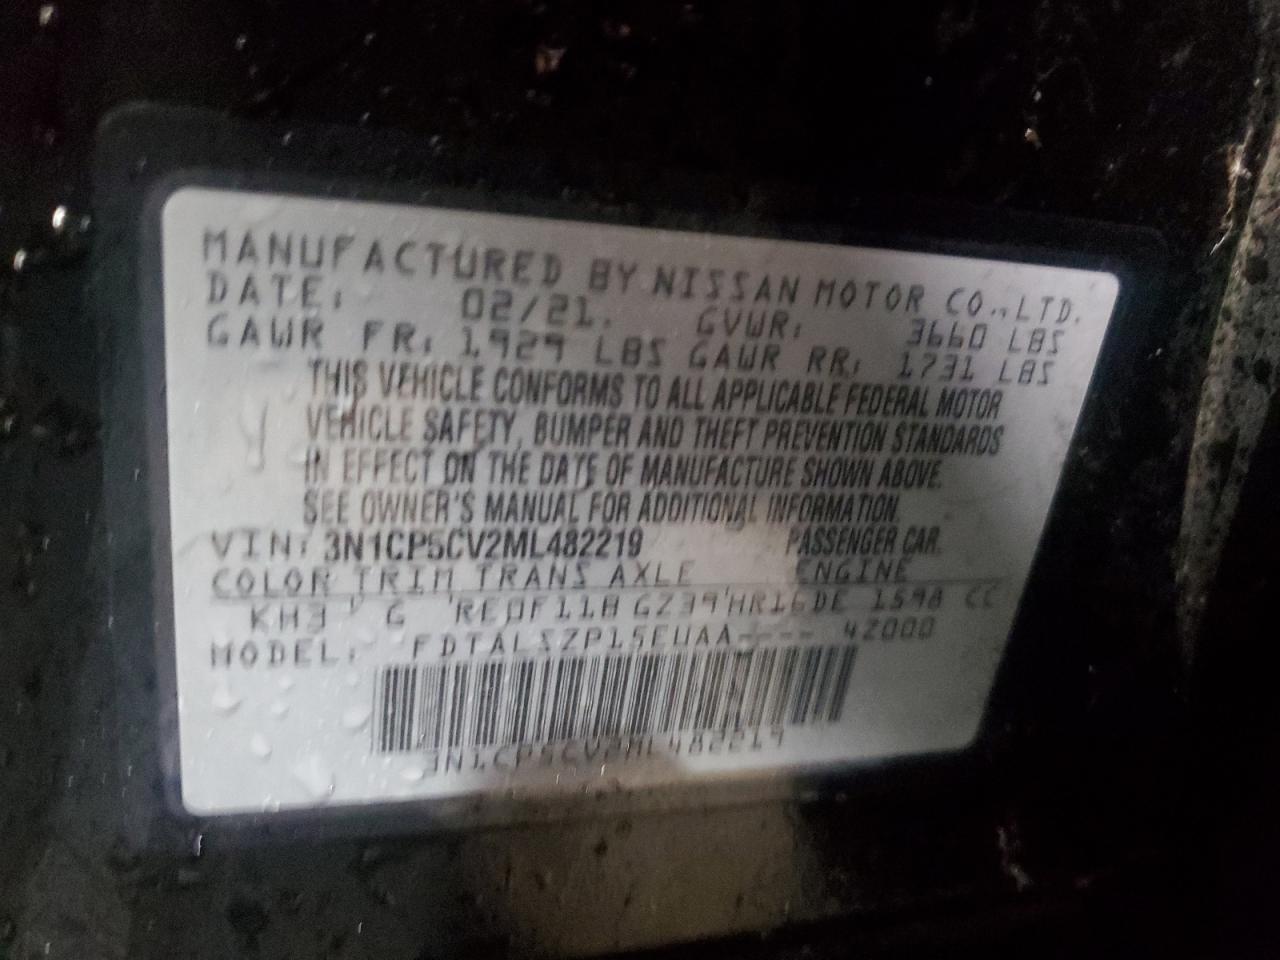 MANUFACTURED BY NISSAN MOTOR CO.,LTD.
DATE: 02/21. GVWR: 3660 LBS
GAWR FR: 1929 LBS GAWR RR: 1731 LBS
THIS VEHICLE CONFORMS TO ALL APPLICABLE FEDERAL MOTOR
VEHICLE SAFETY, BUMPER AND THEFT PREVENTION STANDARDS
IN EFFECT ON THE DATE OF MANUFACTURE SHOWN ABOVE.
SEE OWNER'S MANUAL FOR ADDITIONAL INFORMATION.
VIN: 3N1CP5CV2ML482219 PASSENGER CAR.
COLOR TRIM TRANS AXLE ENGINE
KH3 G RE0F11B GZ39 HR16DE 1598 CC
MODEL: FDTALSZP15EUAA---- 4Z000
3N1CP5CV2ML482219